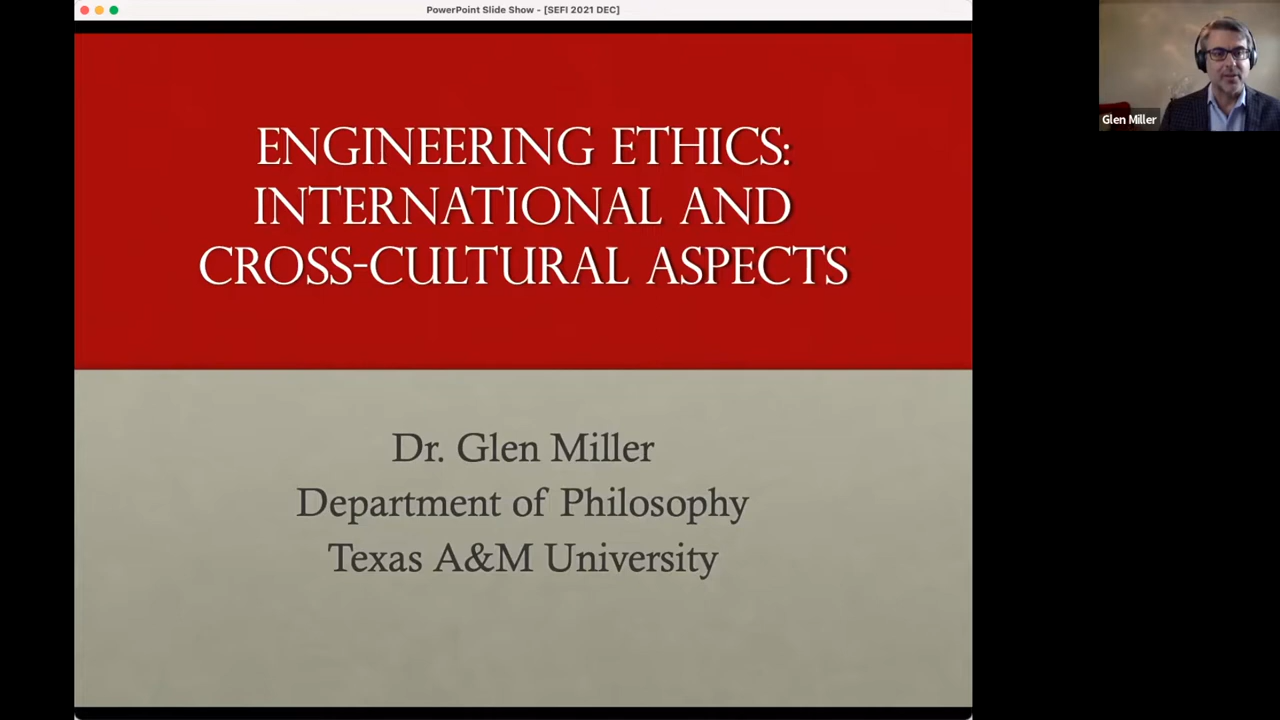 PowerPoint Slide Show - [SEFI 2021 DEC]
ENGINEERING ETHICS:
INTERNATIONAL AND
CROSS-CULTURAL ASPECTS
Dr. Glen Miller
Department of Philosophy
Texas A&M University
Glen Miller